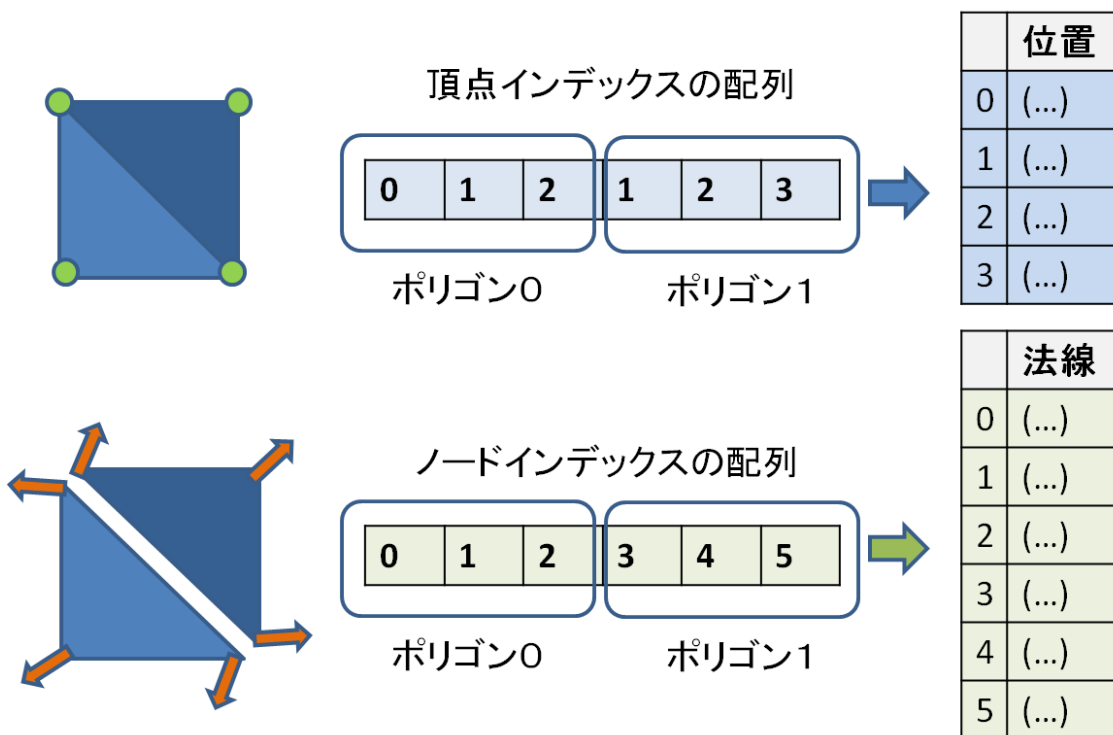 頂点インデックスの配列
0 1 2 1 2 3
ポリゴン０ ポリゴン１
位置
0 (...)
1 (...)
2 (...)
3 (...)
ノードインデックスの配列
0 1 2 3 4 5
ポリゴン０ ポリゴン１
法線
0 (...)
1 (...)
2 (...)
3 (...)
4 (...)
5 (...)